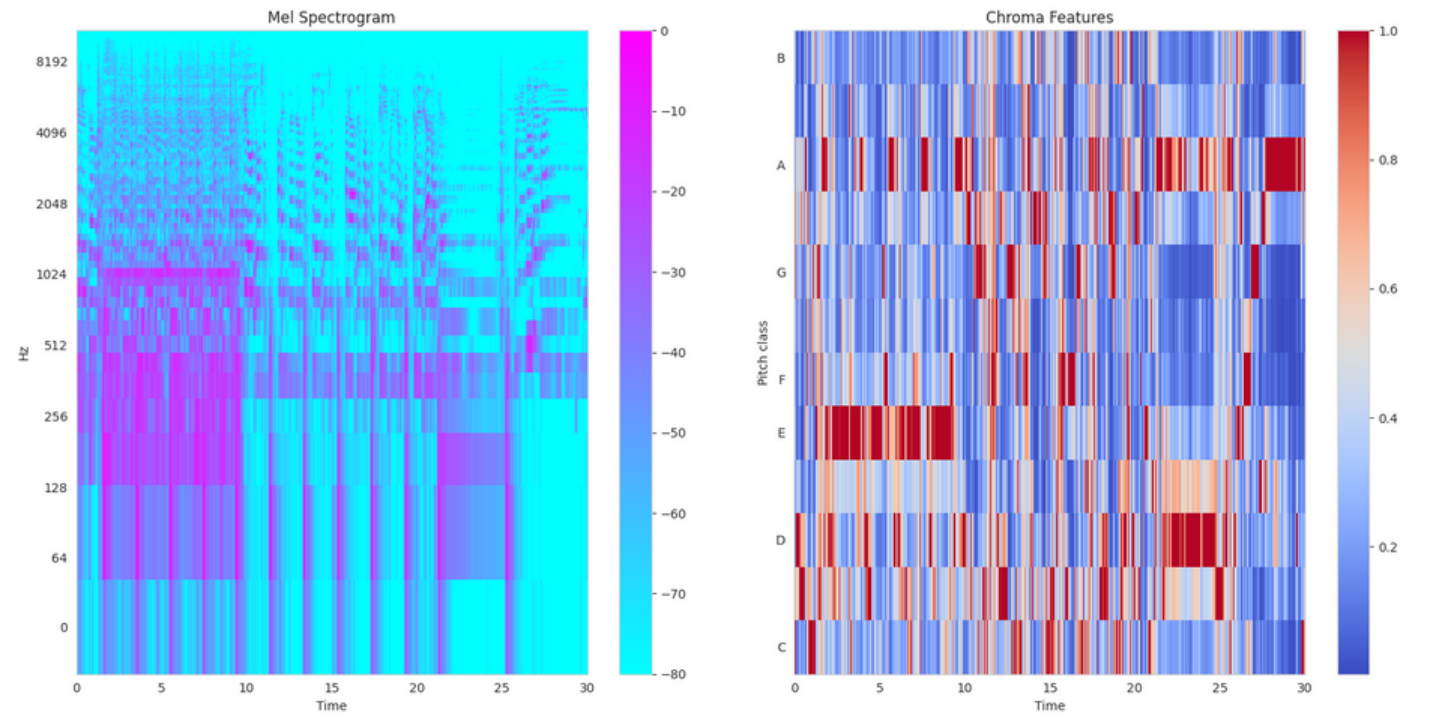 Mel Spectrogram
Hz
8192
4096
2048
1024
512
256
128
64
0
0 5 10 15 20 25 30
Time
0
−10
−20
−30
−40
−50
−60
−70
−80
Chroma Features
Pitch class
B
A
G
F
E
D
C
0 5 10 15 20 25 30
Time
1.0
0.8
0.6
0.4
0.2